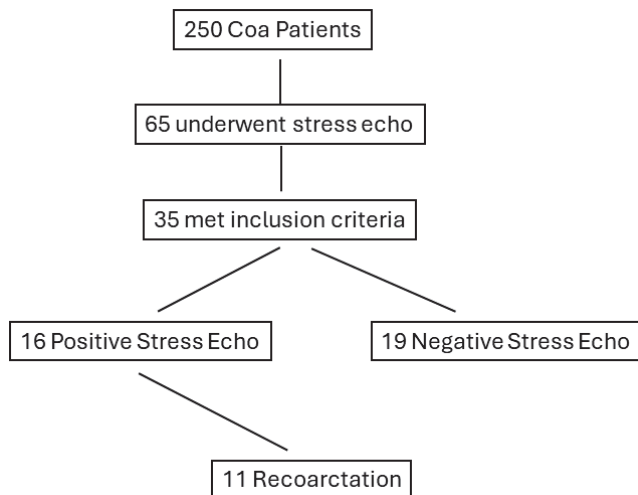 250 Coa Patients
65 underwent stress echo
35 met inclusion criteria
16 Positive Stress Echo
19 Negative Stress Echo
11 Recoarctation